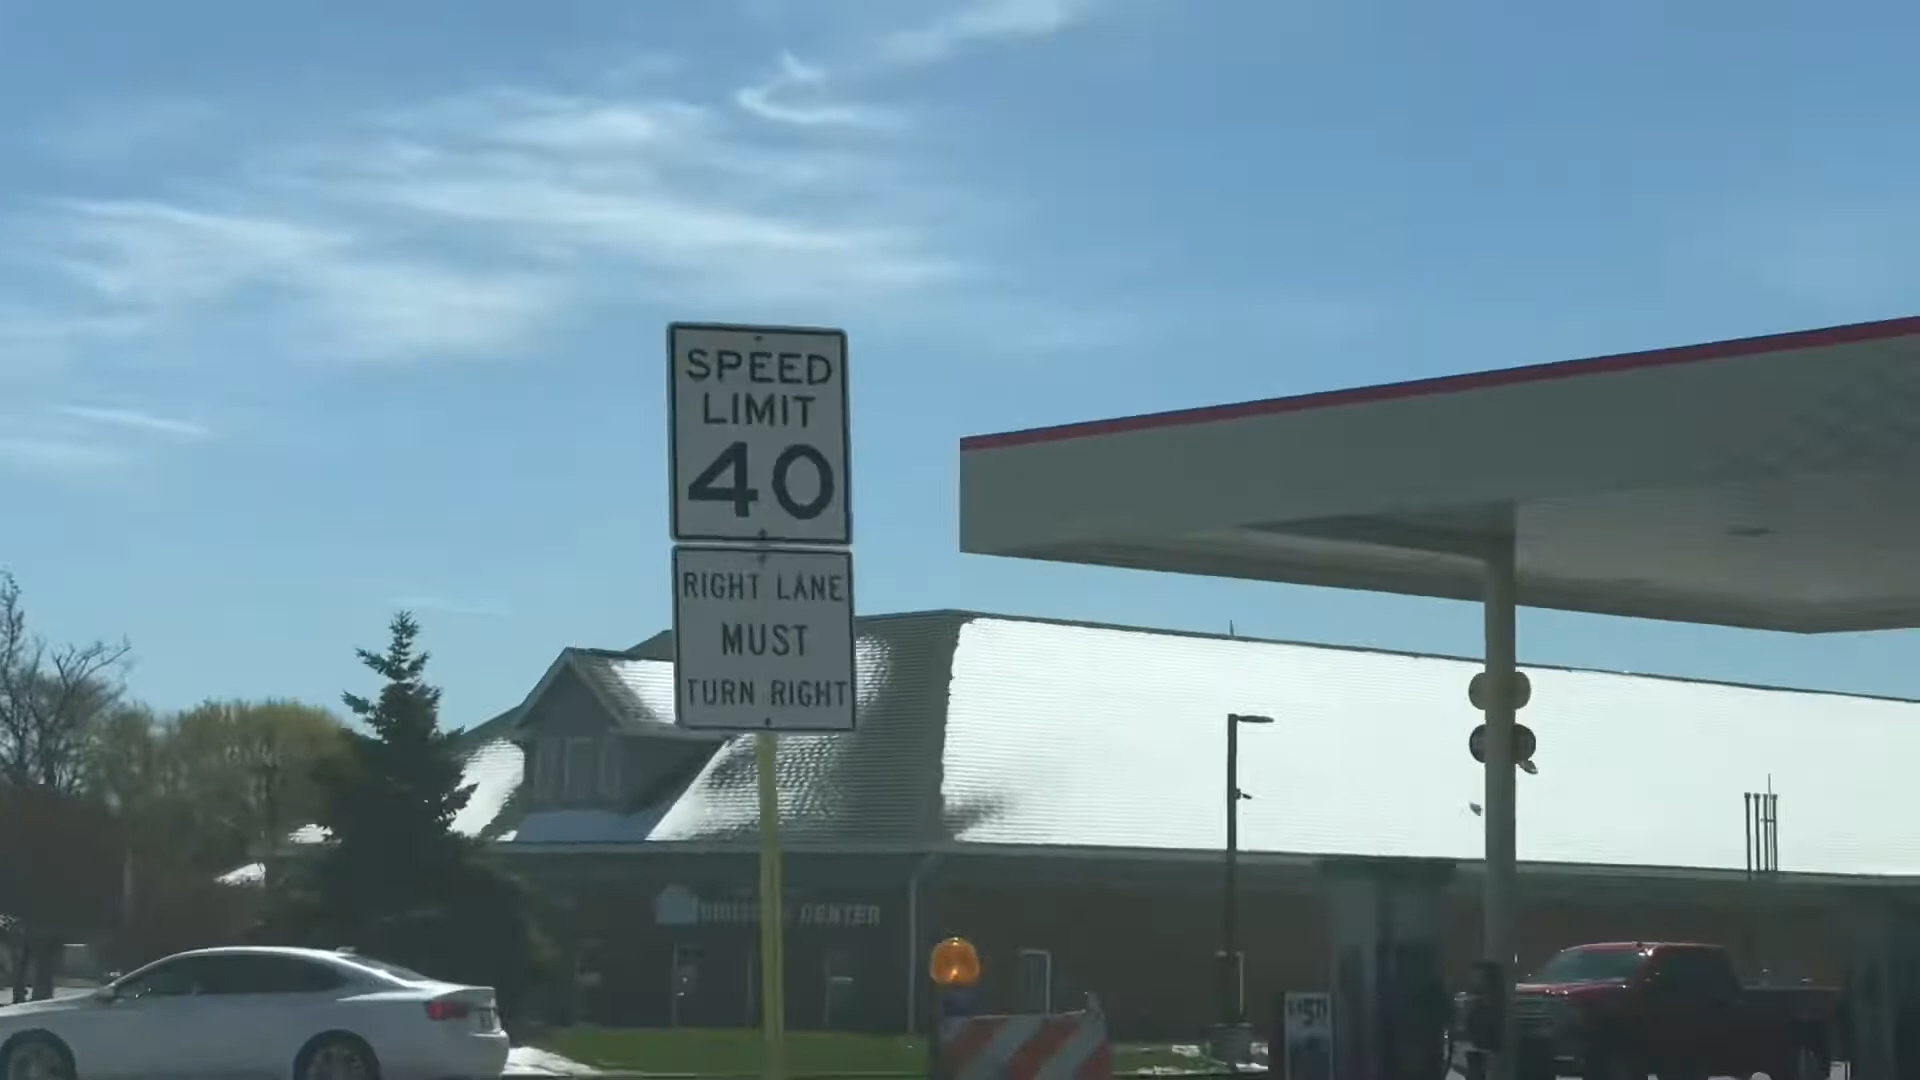 SPEED
LIMIT
40
RIGHT LANE
MUST
TURN RIGHT
CENTER